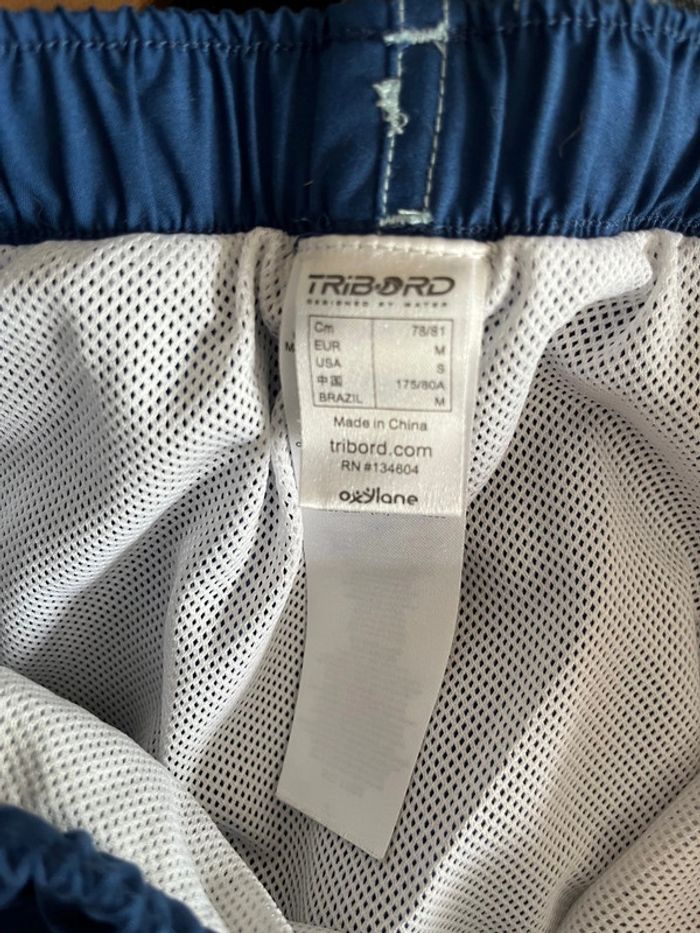 TRIBORD
DESIGNED BY WATER
Cm 78/81
EUR M
USA S
中国 175/80A
BRAZIL M
Made in China
tribord.com
RN #134604
oxylane
M